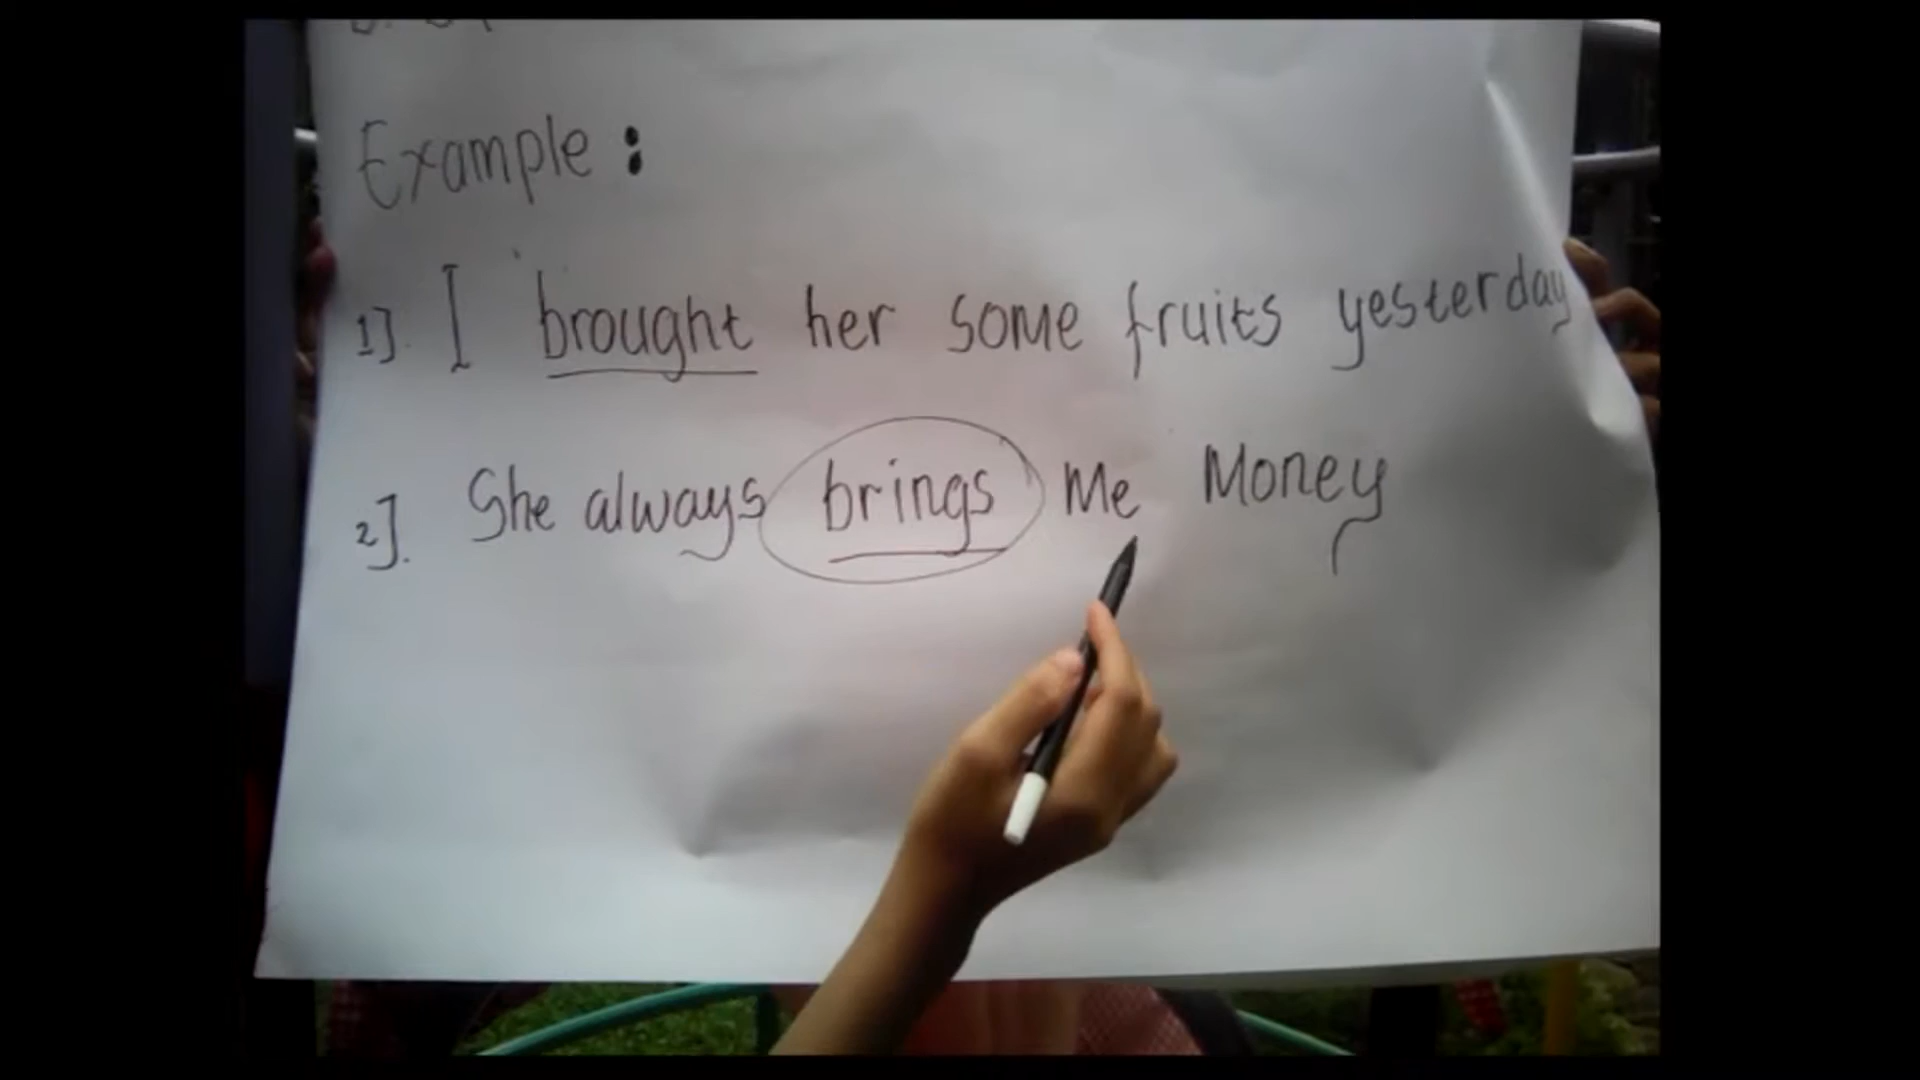 Example :
1]. I brought her some fruits yesterday
2]. She always brings Me Money